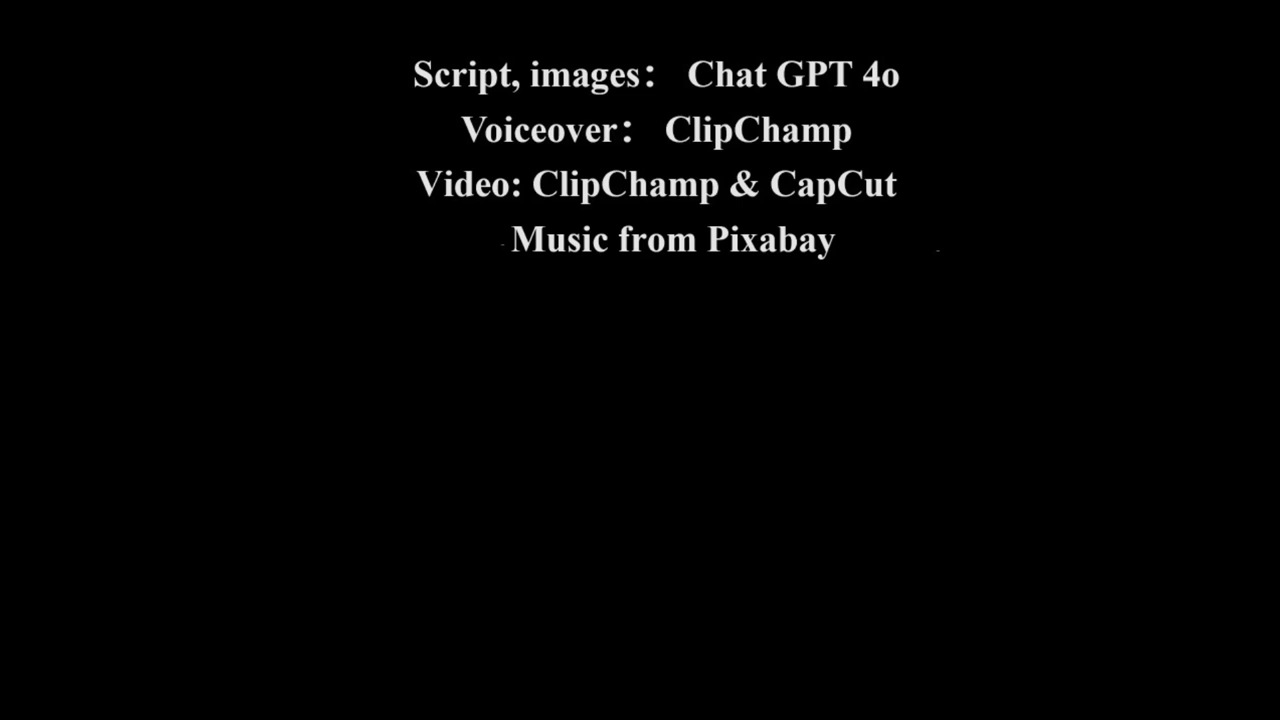 Script, images： Chat GPT 4o
Voiceover： ClipChamp
Video: ClipChamp & CapCut
Music from Pixabay